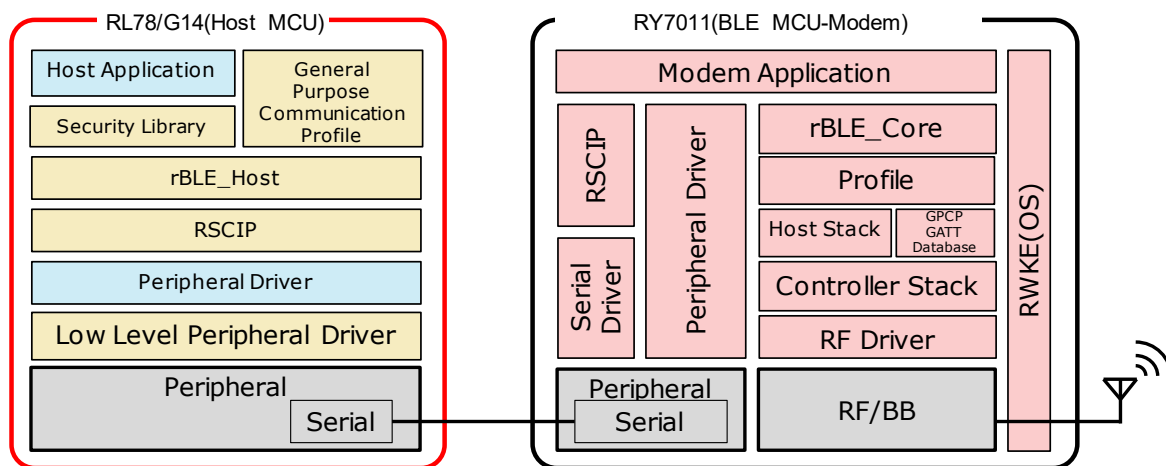 RL78/G14(Host MCU)
Host Application
General
Purpose
Communication
Profile
Security Library
rBLE_Host
RSCIP
Peripheral Driver
Low Level Peripheral Driver
Peripheral
Serial
RY7011(BLE MCU-Modem)
Modem Application
RSCIP
Serial
Driver
Peripheral Driver
rBLE_Core
Profile
Host Stack
GPCP
GATT
Database
Controller Stack
RF Driver
Peripheral
Serial
RF/BB
RWKE(OS)